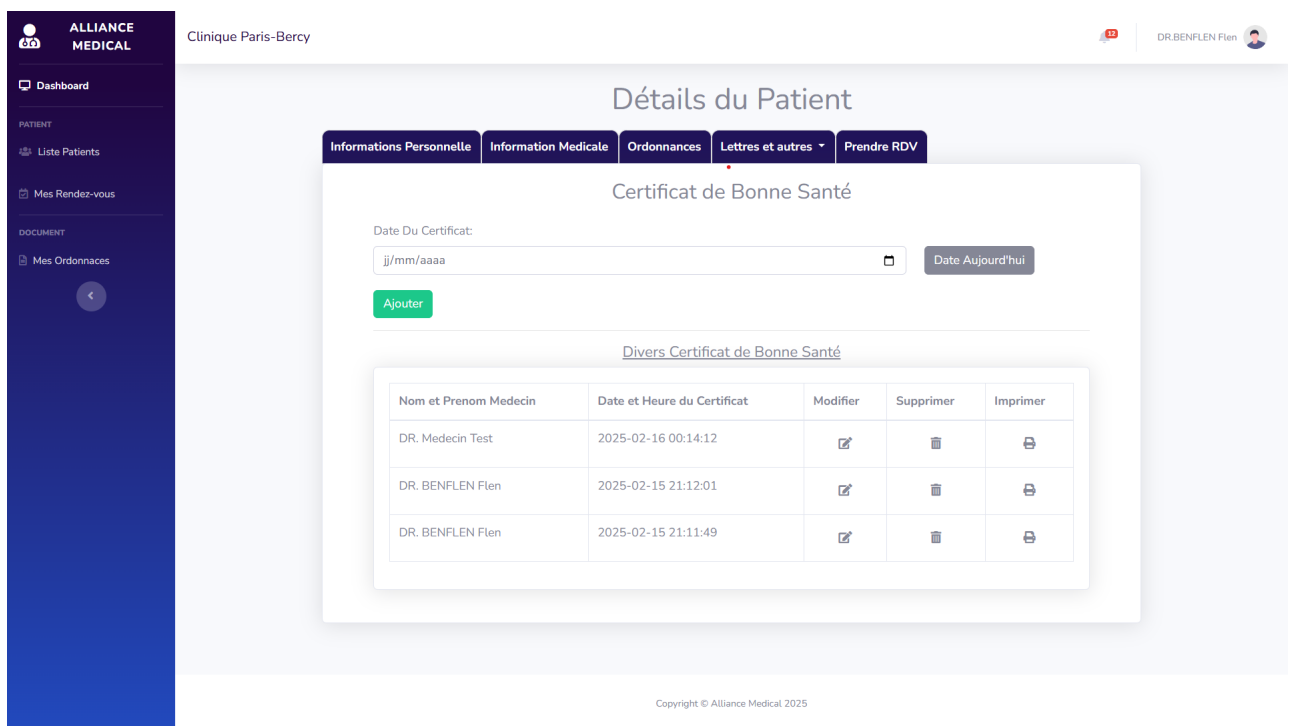 ALLIANCE
MEDICAL
Clinique Paris-Bercy
12
DR.BENFLEN Flen
Dashboard
PATIENT
Liste Patients
Mes Rendez-vous
DOCUMENT
Mes Ordonnaces
Détails du Patient
Informations Personnelle
Information Medicale
Ordonnances
Lettres et autres
Prendre RDV
Certificat de Bonne Santé
Date Du Certificat:
jj/mm/aaaa
Date Aujourd'hui
Ajouter
Divers Certificat de Bonne Santé
Nom et Prenom Medecin Date et Heure du Certificat Modifier Supprimer Imprimer
DR. Medecin Test 2025-02-16 00:14:12
DR. BENFLEN Flen 2025-02-15 21:12:01
DR. BENFLEN Flen 2025-02-15 21:11:49
Copyright © Alliance Medical 2025